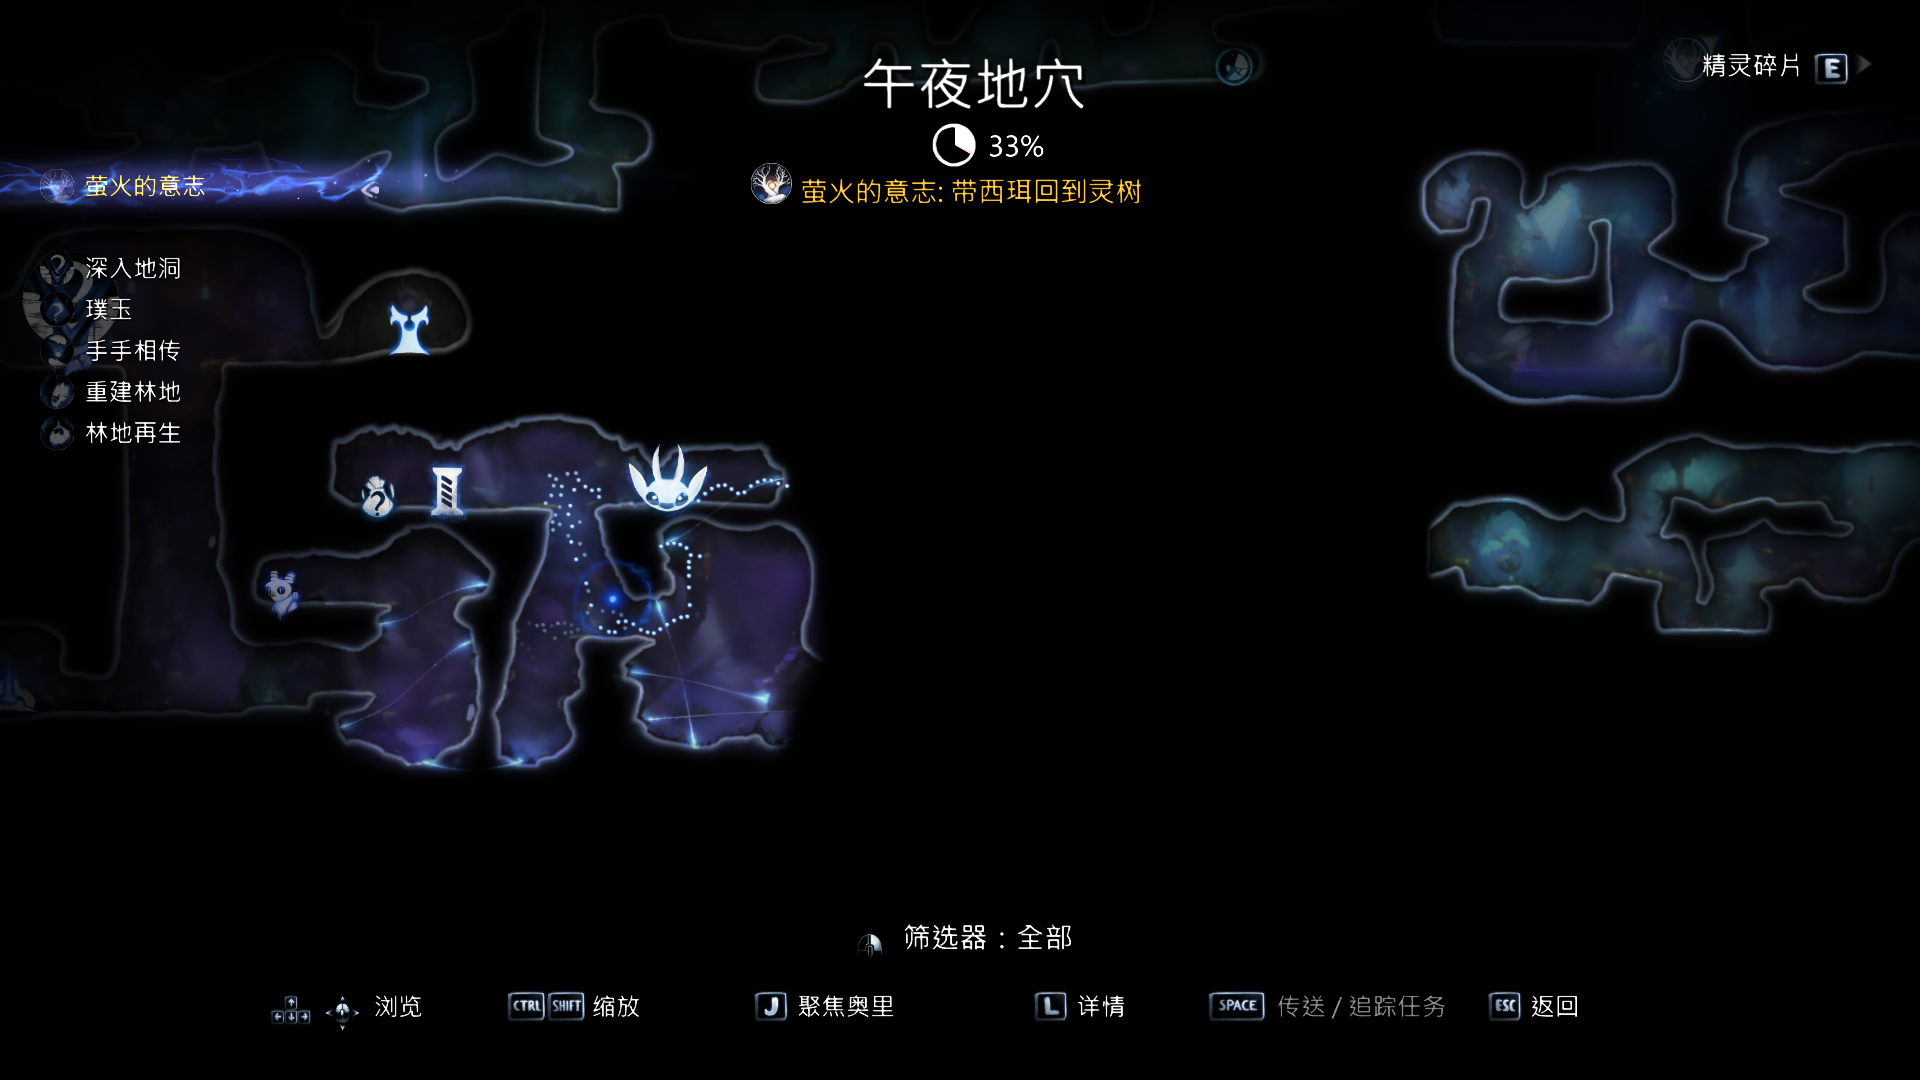 午夜地穴
33%
萤火的意志: 带西珥回到灵树
精灵碎片 E
萤火的意志
深入地洞
璞玉
手手相传
重建林地
林地再生
筛选器：全部
浏览
CTRL SHIFT 缩放
J 聚焦奥里
L 详情
SPACE 传送 / 追踪任务
ESC 返回